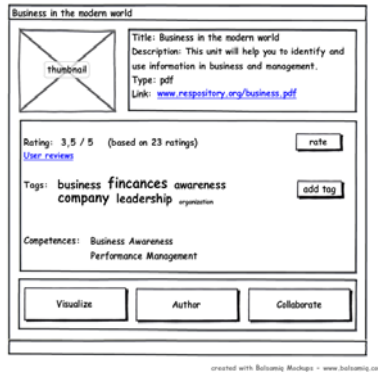 Business in the modern world
thumbnail
Title: Business in the modern world
Description: This unit will help you to identify and
use information in business and management.
Type: pdf
Link: www.respository.org/business.pdf
Rating: 3,5 / 5 (based on 23 ratings)
rate
User reviews
Tags: business fincances awareness
company leadership organization
add tag
Competences: Business Awareness
Performance Management
Visualize
Author
Collaborate
created with Balsamiq Mockups - www.balsamiq.co